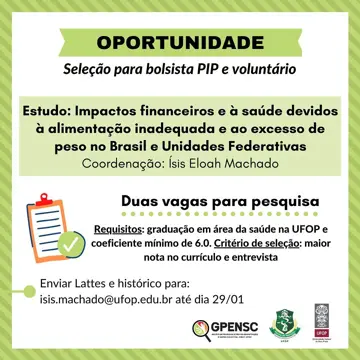 OPORTUNIDADE
Seleção para bolsista PIP e voluntário
Estudo: Impactos financeiros e à saúde devidos
à alimentação inadequada e ao excesso de
peso no Brasil e Unidades Federativas
Coordenação: Ísis Eloah Machado
Duas vagas para pesquisa
Requisitos: graduação em área da saúde na UFOP e
coeficiente mínimo de 6.0. Critério de seleção: maior
nota no currículo e entrevista
Enviar Lattes e histórico para:
isis.machado@ufop.edu.br até dia 29/01
GPENSC
UFOP